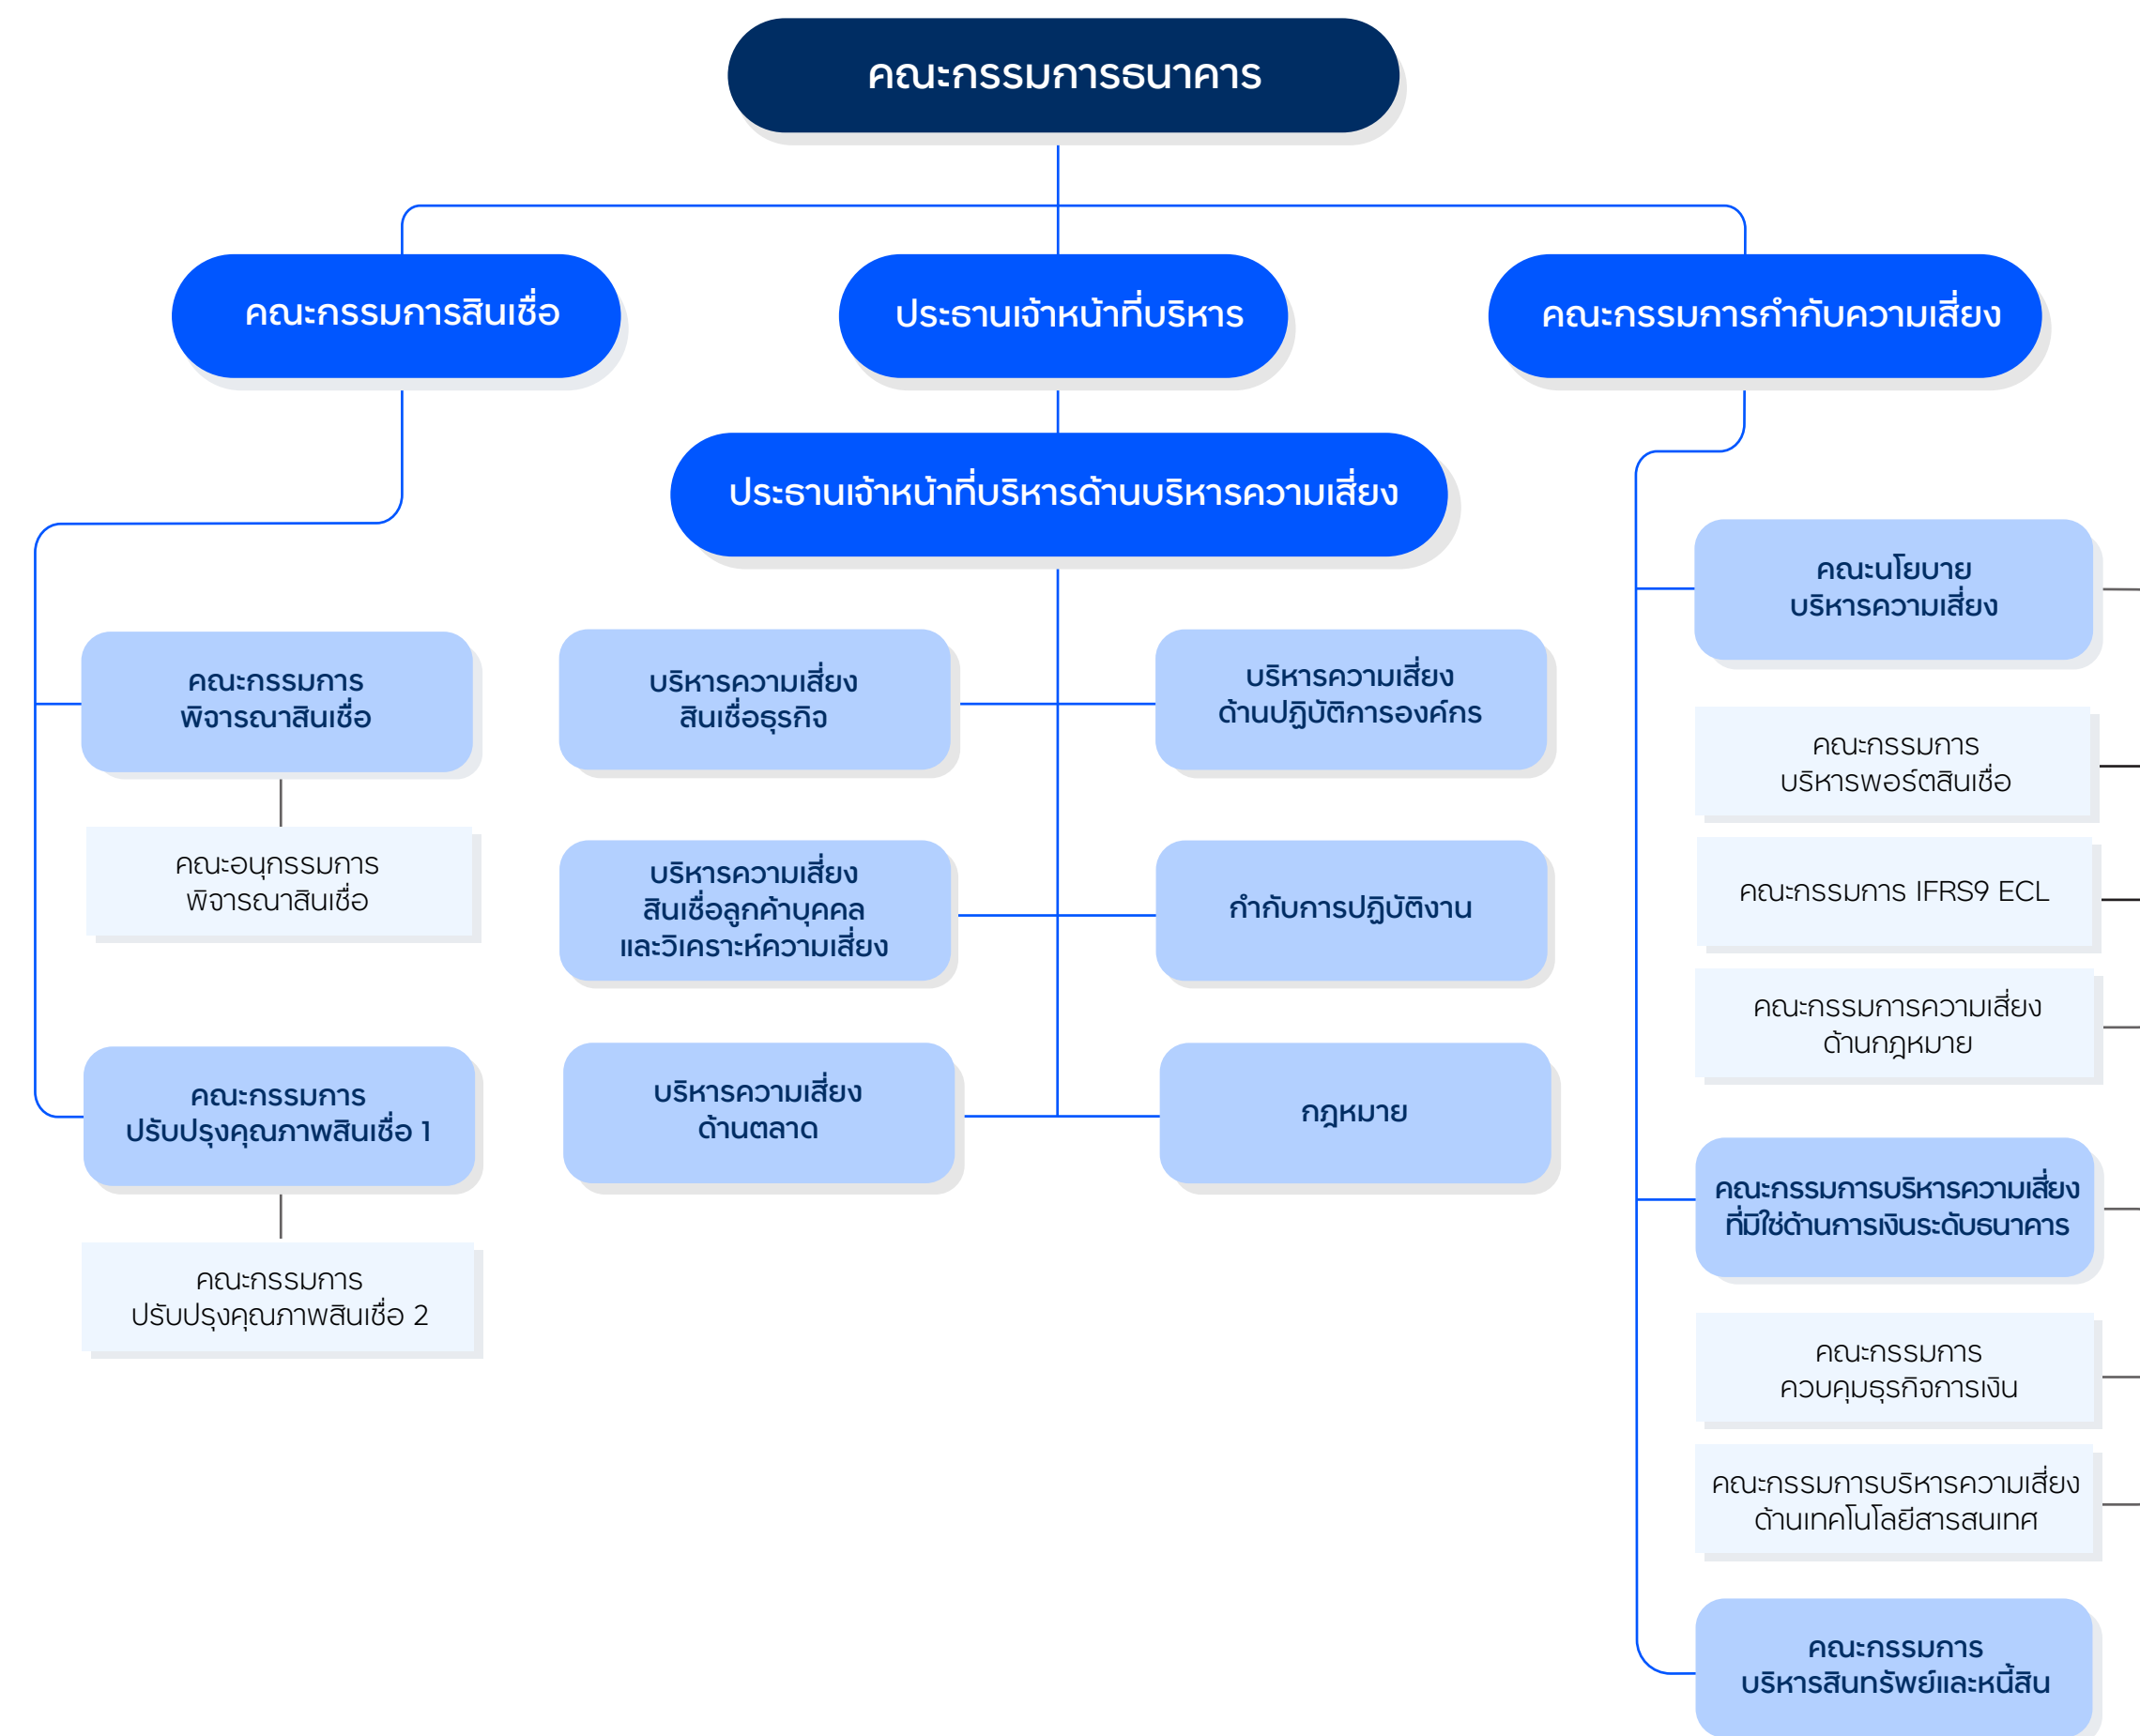 คณะกรรมการธนาคาร
คณะกรรมการสินเชื่อ
ประธานเจ้าหน้าที่บริหาร
คณะกรรมการกำกับความเสี่ยง
ประธานเจ้าหน้าที่บริหารด้านบริหารความเสี่ยง
คณะกรรมการ
พิจารณาสินเชื่อ
คณะอนุกรรมการ
พิจารณาสินเชื่อ
คณะกรรมการ
ปรับปรุงคุณภาพสินเชื่อ 1
คณะกรรมการ
ปรับปรุงคุณภาพสินเชื่อ 2
บริหารความเสี่ยง
สินเชื่อธุรกิจ
บริหารความเสี่ยง
ด้านปฏิบัติการองค์กร
บริหารความเสี่ยง
สินเชื่อลูกค้าบุคคล
และวิเคราะห์ความเสี่ยง
กำกับการปฏิบัติงาน
บริหารความเสี่ยง
ด้านตลาด
กฎหมาย
คณะนโยบาย
บริหารความเสี่ยง
คณะกรรมการ
บริหารพอร์ตสินเชื่อ
คณะกรรมการ IFRS9 ECL
คณะกรรมการความเสี่ยง
ด้านกฎหมาย
คณะกรรมการบริหารความเสี่ยง
ที่มิใช่ด้านการเงินระดับธนาคาร
คณะกรรมการ
ควบคุมธุรกิจการเงิน
คณะกรรมการบริหารความเสี่ยง
ด้านเทคโนโลยีสารสนเทศ
คณะกรรมการ
บริหารสินทรัพย์และหนี้สิน